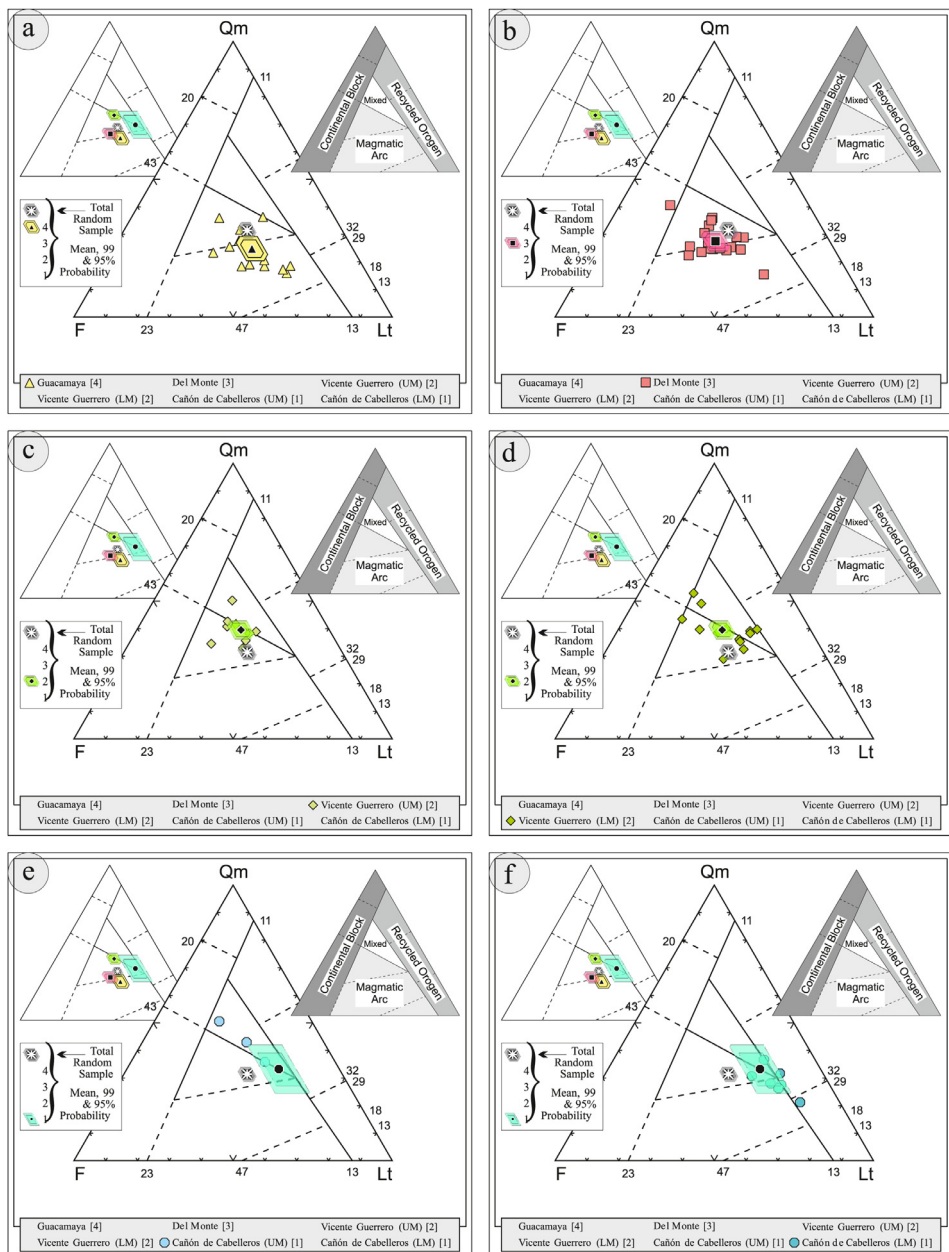 a
Qm
11
20
43
32
29
18
13
F
23
47
13
Lt
Continental Block
Mixed
Recycled Orogen
Magmatic
Arc
Total
Random
Sample
4
3
2
1
Mean, 99
& 95%
Probability
Guacamaya [4] Del Monte [3] Vicente Guerrero (UM) [2]
Vicente Guerrero (LM) [2] Cañón de Cabelleros (UM) [1] Cañón de Cabelleros (LM) [1]
b
Qm
11
20
43
32
29
18
13
F
23
47
13
Lt
Continental Block
Mixed
Recycled Orogen
Magmatic
Arc
Total
Random
Sample
4
3
2
1
Mean, 99
& 95%
Probability
Guacamaya [4] Del Monte [3] Vicente Guerrero (UM) [2]
Vicente Guerrero (LM) [2] Cañón de Cabelleros (UM) [1] Cañón de Cabelleros (LM) [1]
c
Qm
11
20
43
32
29
18
13
F
23
47
13
Lt
Continental Block
Mixed
Recycled Orogen
Magmatic
Arc
Total
Random
Sample
4
3
2
1
Mean, 99
& 95%
Probability
Guacamaya [4] Del Monte [3] Vicente Guerrero (UM) [2]
Vicente Guerrero (LM) [2] Cañón de Cabelleros (UM) [1] Cañón de Cabelleros (LM) [1]
d
Qm
11
20
43
32
29
18
13
F
23
47
13
Lt
Continental Block
Mixed
Recycled Orogen
Magmatic
Arc
Total
Random
Sample
4
3
2
1
Mean, 99
& 95%
Probability
Guacamaya [4] Del Monte [3] Vicente Guerrero (UM) [2]
Vicente Guerrero (LM) [2] Cañón de Cabelleros (UM) [1] Cañón de Cabelleros (LM) [1]
e
Qm
11
20
43
32
29
18
13
F
23
47
13
Lt
Continental Block
Mixed
Recycled Orogen
Magmatic
Arc
Total
Random
Sample
4
3
2
1
Mean, 99
& 95%
Probability
Guacamaya [4] Del Monte [3] Vicente Guerrero (UM) [2]
Vicente Guerrero (LM) [2] Cañón de Cabelleros (UM) [1] Cañón de Cabelleros (LM) [1]
f
Qm
11
20
43
32
29
18
13
F
23
47
13
Lt
Continental Block
Mixed
Recycled Orogen
Magmatic
Arc
Total
Random
Sample
4
3
2
1
Mean, 99
& 95%
Probability
Guacamaya [4] Del Monte [3] Vicente Guerrero (UM) [2]
Vicente Guerrero (LM) [2] Cañón de Cabelleros (UM) [1] Cañón de Cabelleros (LM) [1]